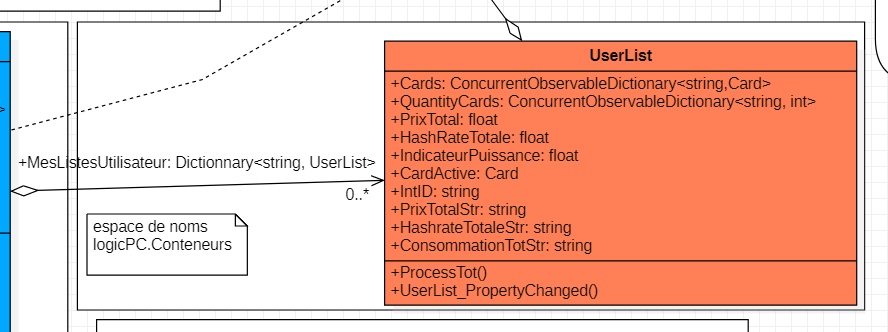 UserList
+Cards: ConcurrentObservableDictionary<string,Card>
+QuantityCards: ConcurrentObservableDictionary<string, int>
+PrixTotal: float
+HashRateTotale: float
+IndicateurPuissance: float
+CardActive: Card
+IntID: string
+PrixTotalStr: string
+HashrateTotaleStr: string
+ConsommationTotStr: string
+ProcessTot()
+UserList_PropertyChanged()
+MesListesUtilisateur: Dictionnary<string, UserList>
0..*
espace de noms
logicPC.Conteneurs
>